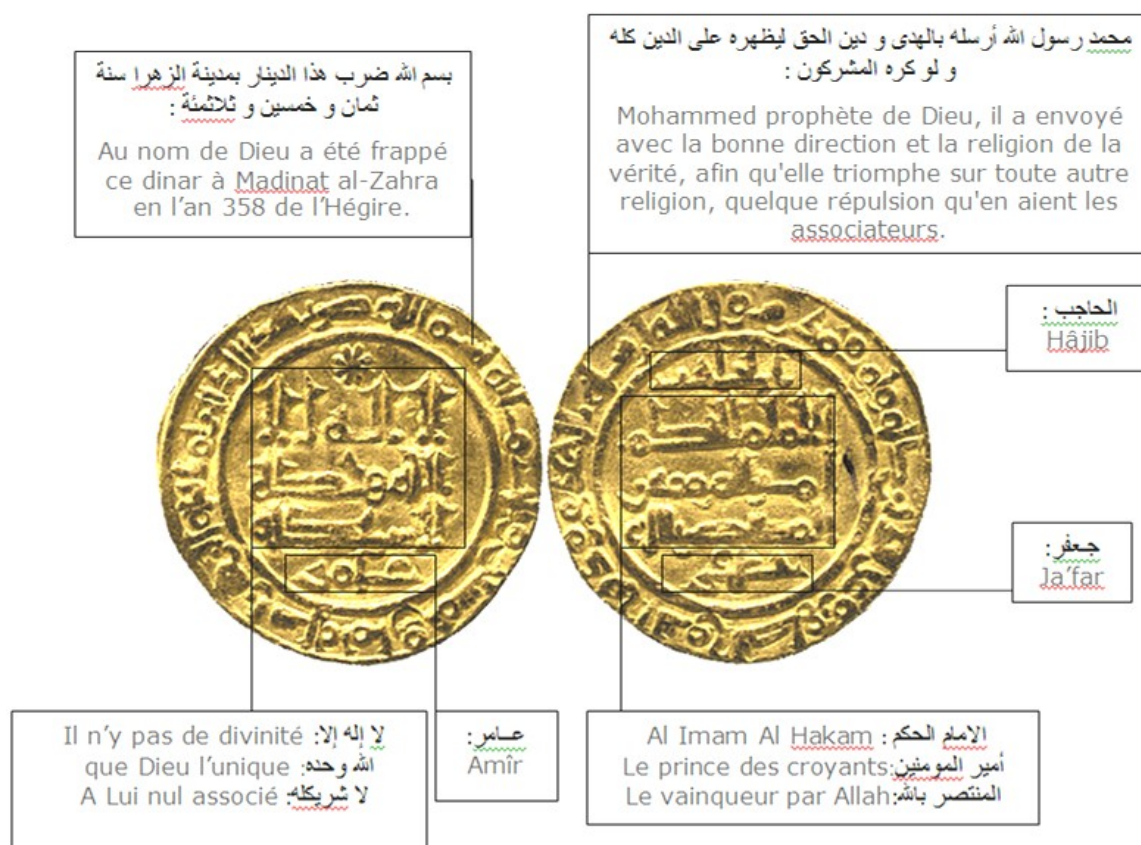 بسم الله ضرب هذا الدينار بمدينة الزهرا سنة
ثمان و خمسين و ثلاثمئة :
Au nom de Dieu a été frappé
ce dinar à Madinat al-Zahra
en l’an 358 de l’Hégire.
محمد رسول الله أرسله بالهدى و دين الحق ليظهره على الدين كله
و لو كره المشركون :
Mohammed prophète de Dieu, il a envoyé
avec la bonne direction et la religion de la
vérité, afin qu'elle triomphe sur toute autre
religion, quelque répulsion qu'en aient les
associateurs.
الحاجب :
Hâjib
جعفر:
Ja’far
لا إله إلا: Il n’y pas de divinité
الله وحده: que Dieu l’unique
لا شريكله: A Lui nul associé
عــامر:
Amîr
الامام الحكم : Al Imam Al Hakam
أمير المومنين: Le prince des croyants
المنتصر بالله: Le vainqueur par Allah